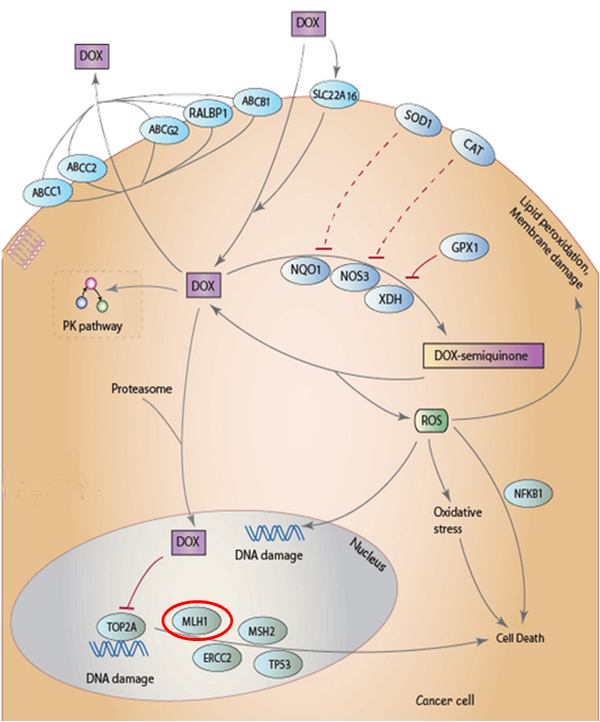 DOX
DOX
ABCB1
SLC22A16
RALBP1
SOD1
ABCG2
CAT
ABCC2
ABCC1
Lipid peroxidation,
Membrane damage
GPX1
NQO1
NOS3
DOX
XDH
PK pathway
DOX-semiquinone
Proteasome
ROS
NFKB1
Oxidative
stress
DOX
DNA damage
Nucleus
MLH1
TOP2A
MSH2
Cell Death
ERCC2
TP53
DNA damage
Cancer cell